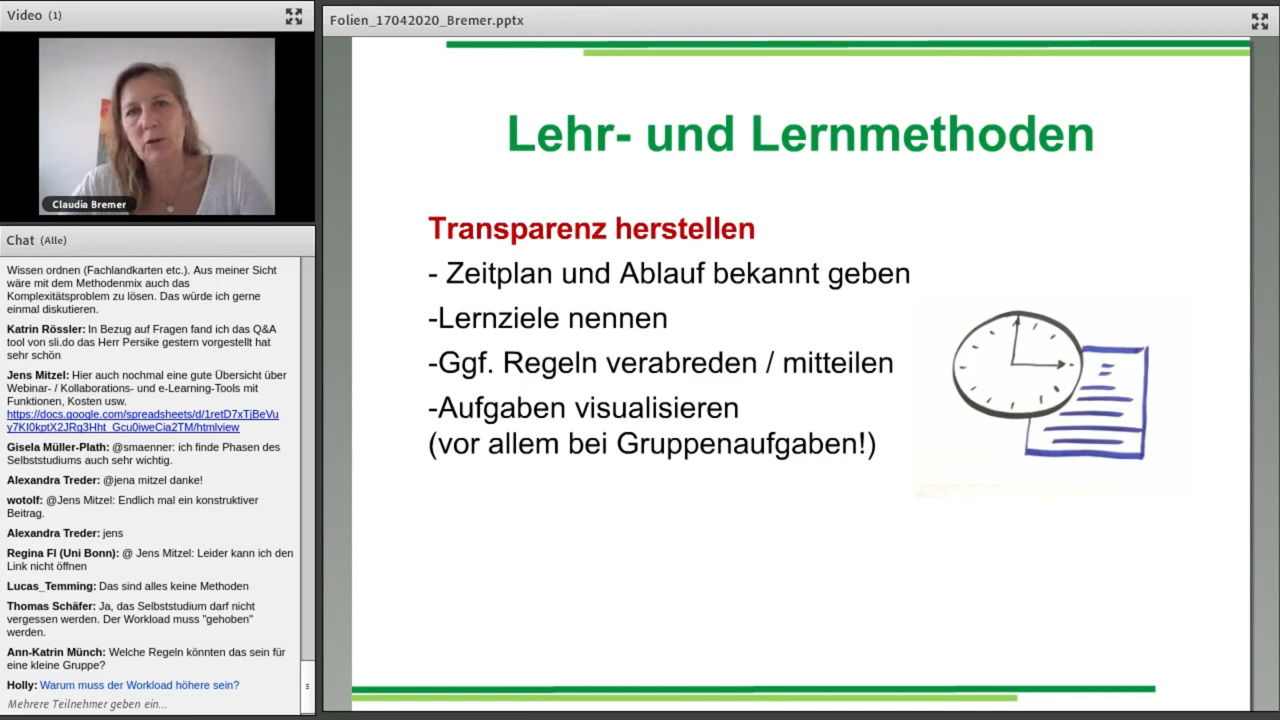 Video (1)
Claudia Bremer
Chat (Alle)
Wissen ordnen (Fachlandkarten etc.). Aus meiner Sicht
wäre mit dem Methodenmix auch das
Komplexitätsproblem zu lösen. Das würde ich gerne
einmal diskutieren.
Katrin Rössler: In Bezug auf Fragen fand ich das Q&A
tool von sli.do das Herr Persike gestern vorgestellt hat
sehr schön
Jens Mitzel: Hier auch nochmal eine gute Übersicht über
Webinar- / Kollaborations- und e-Learning-Tools mit
Funktionen, Kosten usw.
https://docs.google.com/spreadsheets/d/1retD7xTjBeVu
y7KI0kptX2JRg3Hht_Gcu0iweCia2TM/htmlview
Gisela Müller-Plath: @smaenner: ich finde Phasen des
Selbststudiums auch sehr wichtig.
Alexandra Treder: @jena mitzel danke!
wotolf: @Jens Mitzel: Endlich mal ein konstruktiver
Beitrag.
Alexandra Treder: jens
Regina FI (Uni Bonn): @ Jens Mitzel: Leider kann ich den
Link nicht öffnen
Lucas_Temming: Das sind alles keine Methoden
Thomas Schäfer: Ja, das Selbststudium darf nicht
vergessen werden. Der Workload muss "gehoben"
werden.
Ann-Katrin Münch: Welche Regeln könnten das sein für
eine kleine Gruppe?
Holly: Warum muss der Workload höhere sein?
Mehrere Teilnehmer geben ein...
Folien_17042020_Bremer.pptx
Lehr- und Lernmethoden
Transparenz herstellen
- Zeitplan und Ablauf bekannt geben
-Lernziele nennen
-Ggf. Regeln verabreden / mitteilen
-Aufgaben visualisieren
(vor allem bei Gruppenaufgaben!)